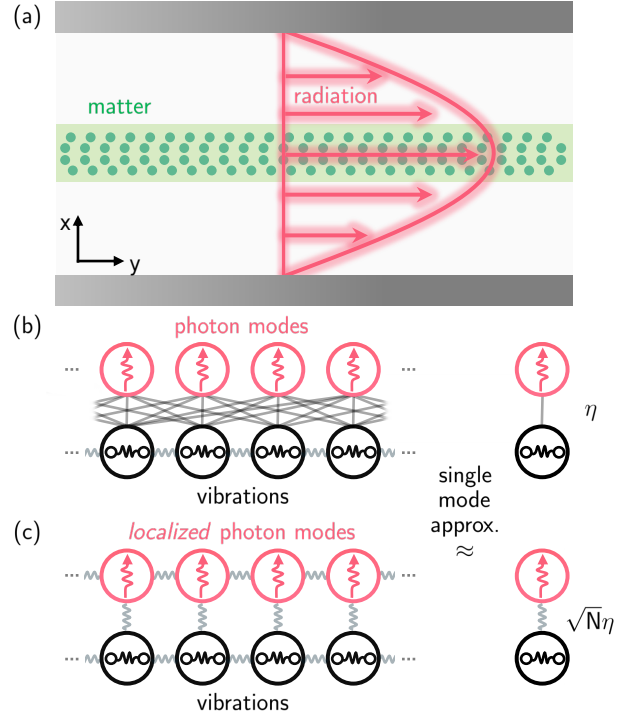 (a)
radiation
matter
x
y
(b)
photon modes
... ...
η
... ...
vibrations
single
mode
approx.
≈
(c)
localized photon modes
... ...
√Nη
... ...
vibrations